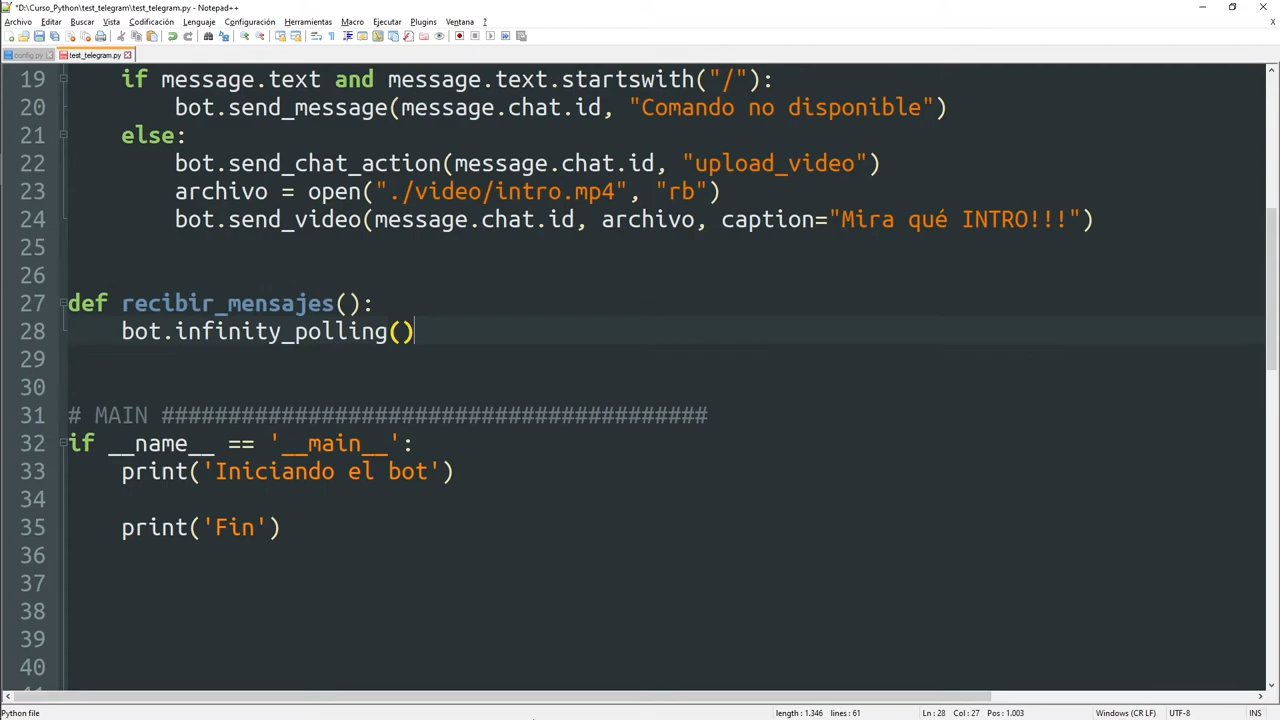 *D:\Curso_Python\test_telegram\test_telegram.py - Notepad++
Archivo Editar Buscar Vista Codificación Lenguaje Configuración Herramientas Macro Ejecutar Plugins Ventana ?
config.py test_telegram.py
19 if message.text and message.text.startswith("/"):
20 bot.send_message(message.chat.id, "Comando no disponible")
21 else:
22 bot.send_chat_action(message.chat.id, "upload_video")
23 archivo = open("./video/intro.mp4", "rb")
24 bot.send_video(message.chat.id, archivo, caption="Mira qué INTRO!!!")
25
26
27 def recibir_mensajes():
28 bot.infinity_polling()
29
30
31 # MAIN #########################################
32 if __name__ == '__main__':
33 print('Iniciando el bot')
34
35 print('Fin')
36
37
38
39
40
Python file length : 1.346 lines : 61 Ln : 28 Col : 27 Pos : 1.003 Windows (CR LF) UTF-8 INS